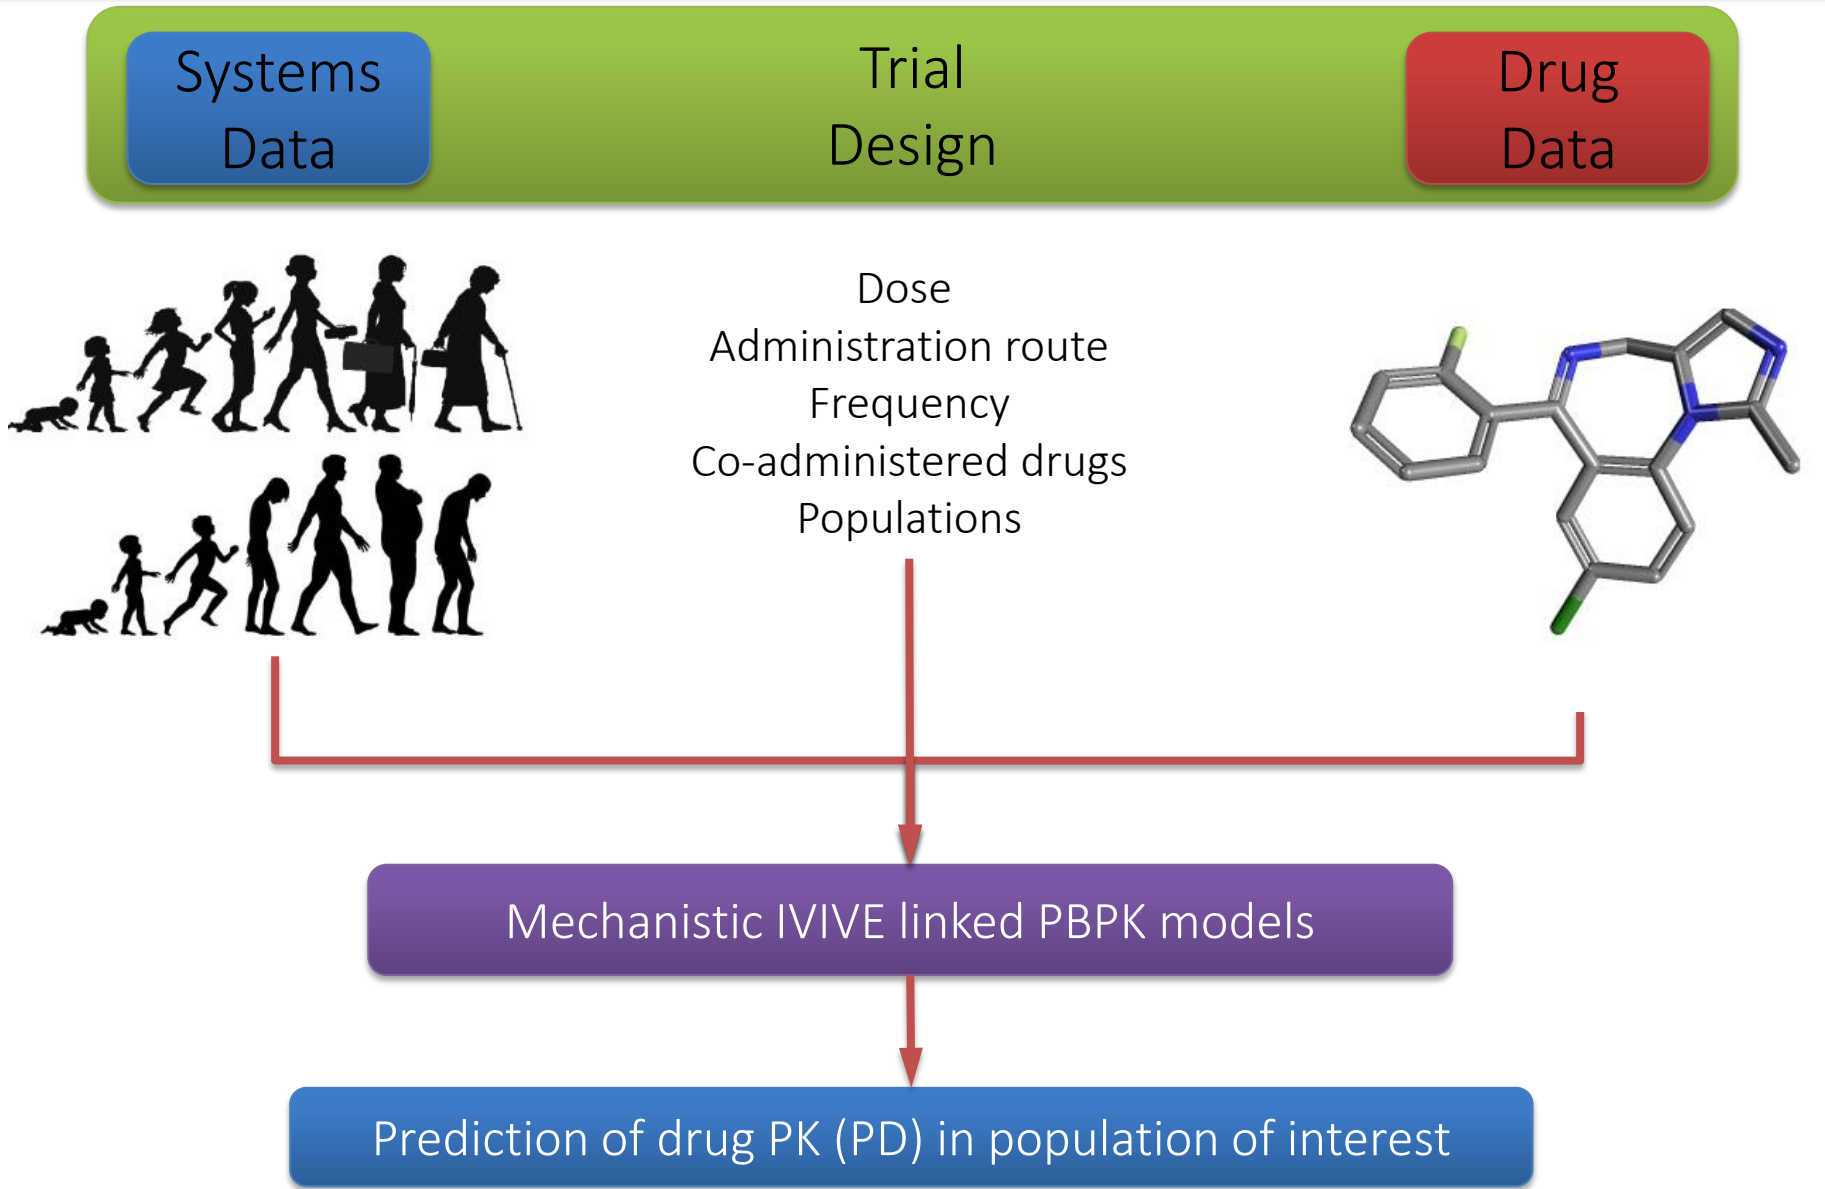 Systems
Data
Trial
Design
Drug
Data
Dose
Administration route
Frequency
Co-administered drugs
Populations
Mechanistic IVIVE linked PBPK models
Prediction of drug PK (PD) in population of interest